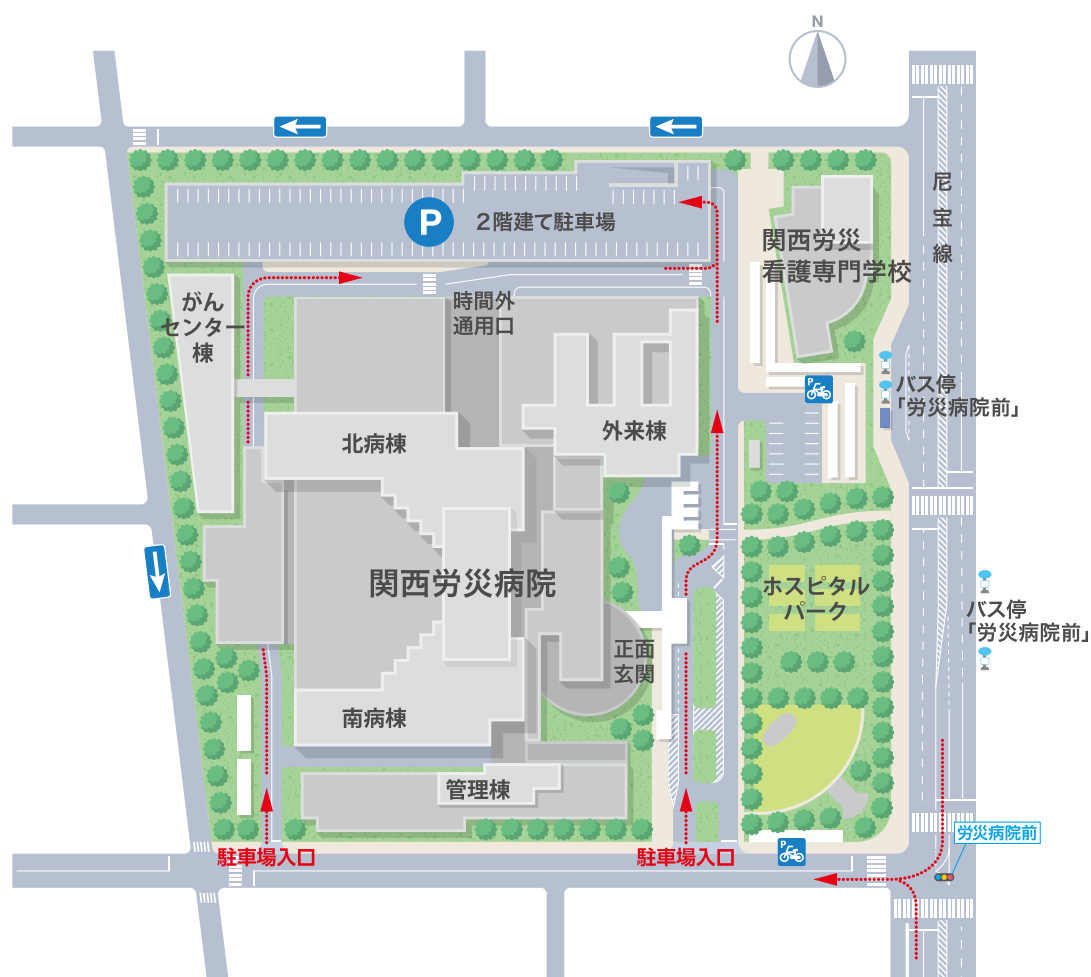 N
尼宝線
P
2階建て駐車場
関西労災
看護専門学校
がん
センター
棟
時間外
通用口
P
バス停
「労災病院前」
北病棟
外来棟
関西労災病院
ホスピタル
パーク
バス停
「労災病院前」
正面
玄関
南病棟
管理棟
労災病院前
駐車場入口
駐車場入口
P